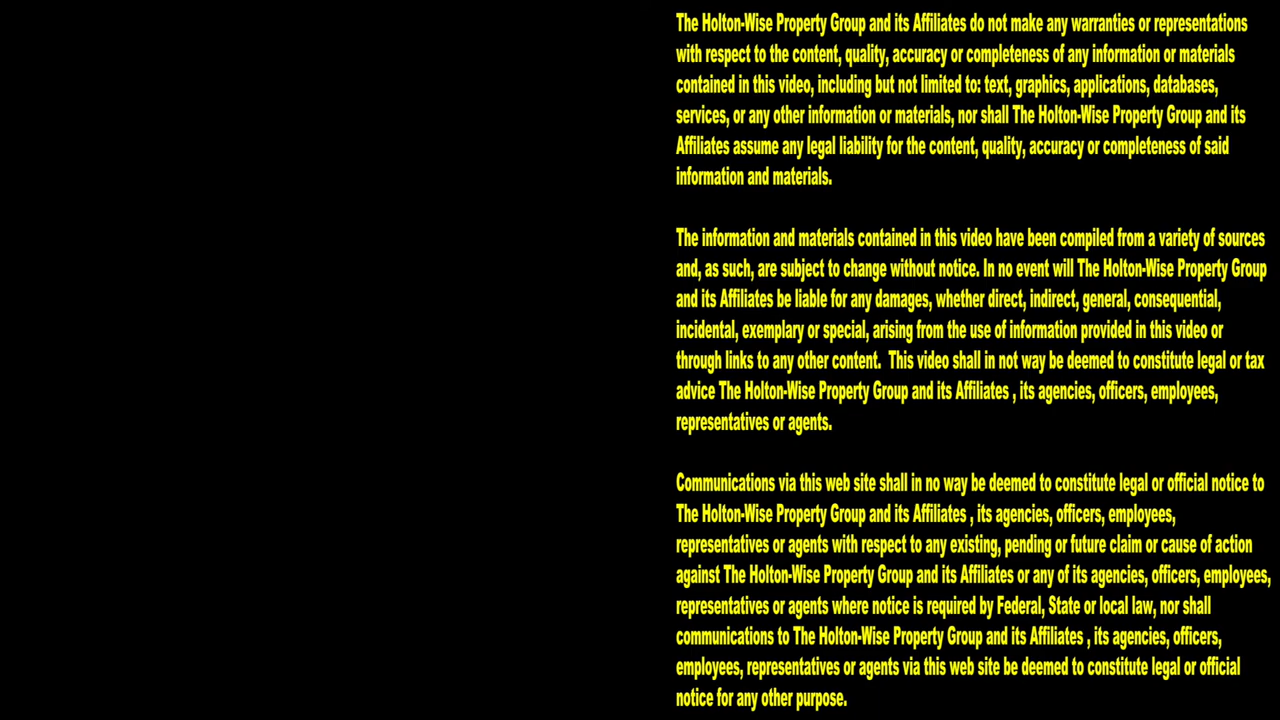 The Holton-Wise Property Group and its Affiliates do not make any warranties or representations
with respect to the content, quality, accuracy or completeness of any information or materials
contained in this video, including but not limited to: text, graphics, applications, databases,
services, or any other information or materials, nor shall The Holton-Wise Property Group and its
Affiliates assume any legal liability for the content, quality, accuracy or completeness of said
information and materials.
The information and materials contained in this video have been compiled from a variety of sources
and, as such, are subject to change without notice. In no event will The Holton-Wise Property Group
and its Affiliates be liable for any damages, whether direct, indirect, general, consequential,
incidental, exemplary or special, arising from the use of information provided in this video or
through links to any other content.  This video shall in not way be deemed to constitute legal or tax
advice The Holton-Wise Property Group and its Affiliates , its agencies, officers, employees,
representatives or agents.
Communications via this web site shall in no way be deemed to constitute legal or official notice to
The Holton-Wise Property Group and its Affiliates , its agencies, officers, employees,
representatives or agents with respect to any existing, pending or future claim or cause of action
against The Holton-Wise Property Group and its Affiliates or any of its agencies, officers, employees,
representatives or agents where notice is required by Federal, State or local law, nor shall
communications to The Holton-Wise Property Group and its Affiliates , its agencies, officers,
employees, representatives or agents via this web site be deemed to constitute legal or official
notice for any other purpose.